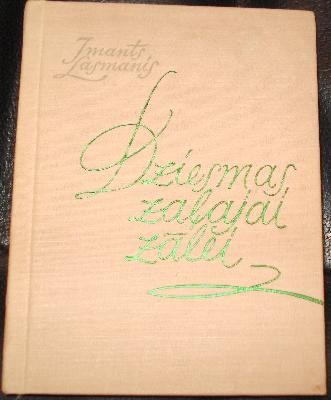 Imants
Lasmanis
Dziesmas
zaļajai
zālei